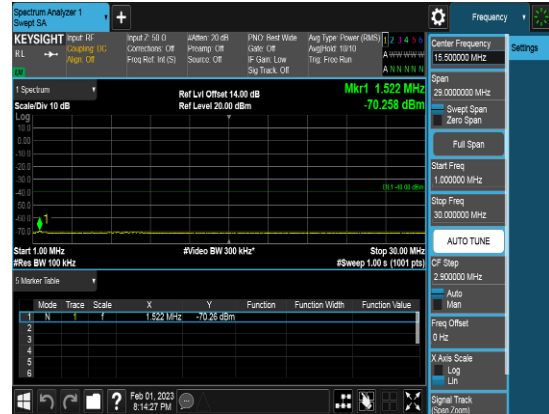 Spectrum Analyzer 1
Swept SA
Frequency
KEYSIGHT Input: RF Input Z: 50 Ω #Atten: 20 dB PNO: Best Wide Avg Type: Power (RMS) 1 2 3 4 5 6
RL Coupling: DC Corrections: Off Preamp: Off Gate: Off Avg|Hold: 10/10 A W W W W W
Align: Off Freq Ref: Int (S) Source: Off IF Gain: Low Trig: Free Run
Sig Track: Off A N N N N N
Center Frequency
15.500000 MHz
Settings
Span
29.0000000 MHz
Swept Span
Zero Span
Full Span
Start Freq
1.000000 MHz
Stop Freq
30.000000 MHz
AUTO TUNE
CF Step
2.900000 MHz
Auto
Man
Freq Offset
0 Hz
X Axis Scale
Log
Lin
Signal Track
(Span Zoom)
1 Spectrum
Ref Lvl Offset 14.00 dB
Mkr1 1.522 MHz
Scale/Div 10 dB
Ref Level 20.00 dBm
-70.258 dBm
Log
10.0
0.00
-10.0
-20.0
-30.0
-40.0
DL1 -40.00 dBm
-50.0
-60.0
-70.0
1
Start 1.00 MHz
#Video BW 300 kHz*
Stop 30.00 MHz
#Res BW 100 kHz
#Sweep 1.00 s (1001 pts)
5 Marker Table
Mode Trace Scale X Y Function Function Width Function Value
1 N 1 f 1.522 MHz -70.26 dBm
2
3
4
5
6
Feb 01, 2023
8:14:27 PM